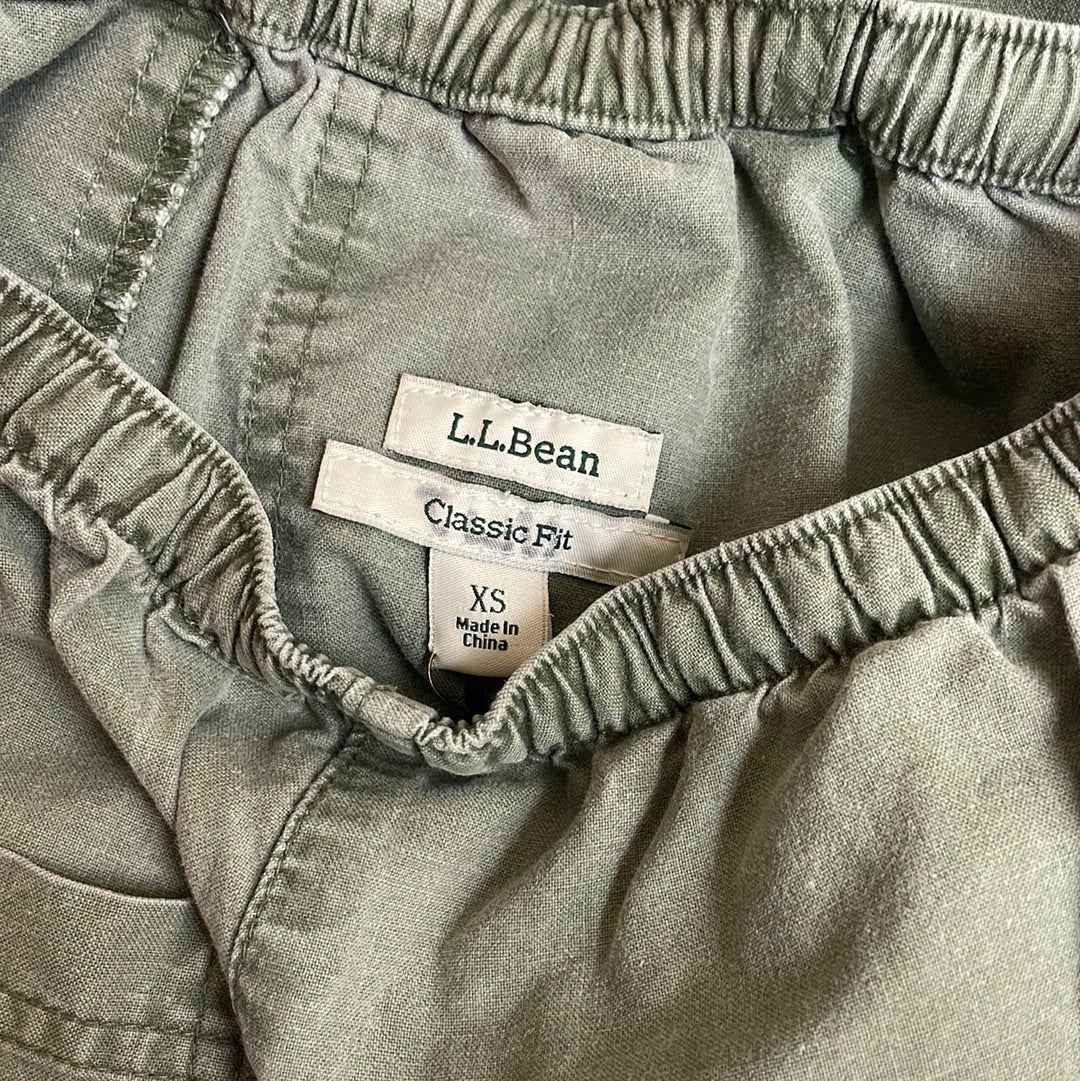 L.L.Bean
Classic Fit
XS
Made In
China